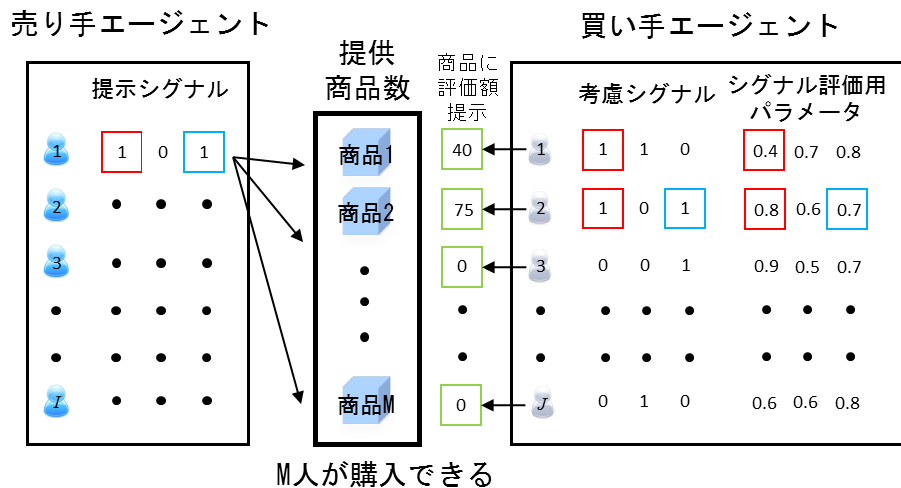 売り手エージェント
提供
商品数
商品に
評価額
提示
買い手エージェント
提示シグナル
考慮シグナル
シグナル評価用
パラメータ
1 1 0 1 商品1 40 1 1 1 0 0.4 0.7 0.8
2 商品2 75 2 1 0 1 0.8 0.6 0.7
3 0 3 0 0 1 0.9 0.5 0.7
I 商品M 0 J 0 1 0 0.6 0.6 0.8
M人が購入できる